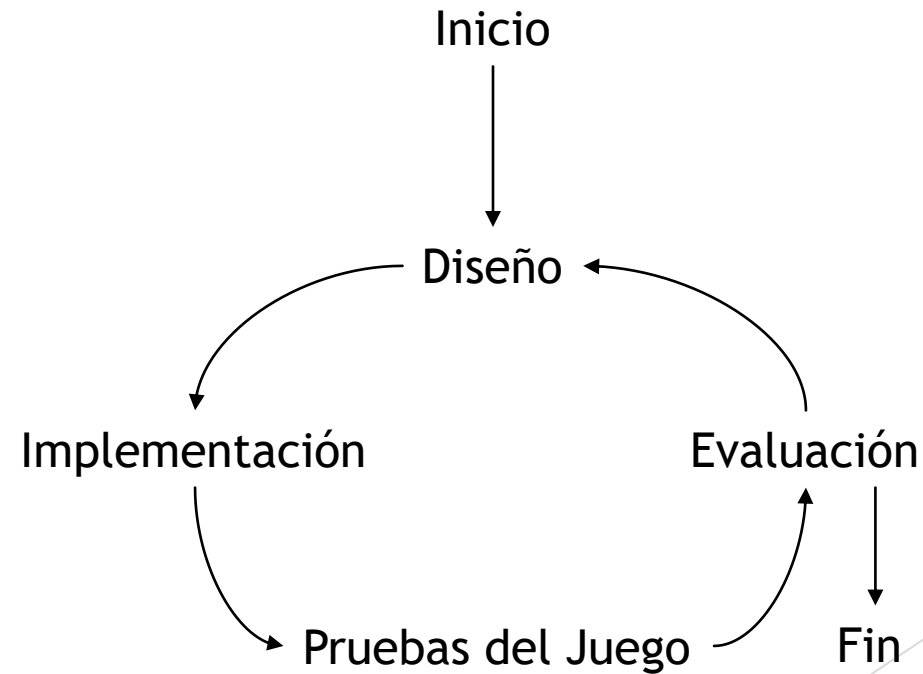 Inicio
Diseño
Implementación
Evaluación
Pruebas del Juego
Fin